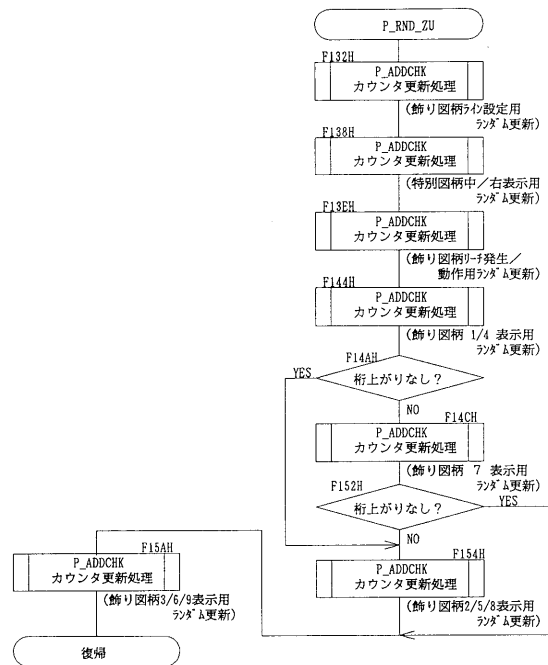 P_RND_ZU
F132H
P_ADDCHK
カウンタ更新処理
(飾り図柄ﾗｲﾝ設定用
ﾗﾝﾀﾞﾑ更新)
F138H
P_ADDCHK
カウンタ更新処理
(特別図柄中／右表示用
ﾗﾝﾀﾞﾑ更新)
F13EH
P_ADDCHK
カウンタ更新処理
(飾り図柄ﾘｰﾁ発生／
動作用ﾗﾝﾀﾞﾑ更新)
F144H
P_ADDCHK
カウンタ更新処理
(飾り図柄 1/4 表示用
ﾗﾝﾀﾞﾑ更新)
F14AH
YES
桁上がりなし？
NO
F14CH
P_ADDCHK
カウンタ更新処理
(飾り図柄 7 表示用
ﾗﾝﾀﾞﾑ更新)
F152H
YES
桁上がりなし？
NO
F154H
P_ADDCHK
カウンタ更新処理
(飾り図柄2/5/8表示用
ﾗﾝﾀﾞﾑ更新)
F15AH
P_ADDCHK
カウンタ更新処理
(飾り図柄3/6/9表示用
ﾗﾝﾀﾞﾑ更新)
復帰